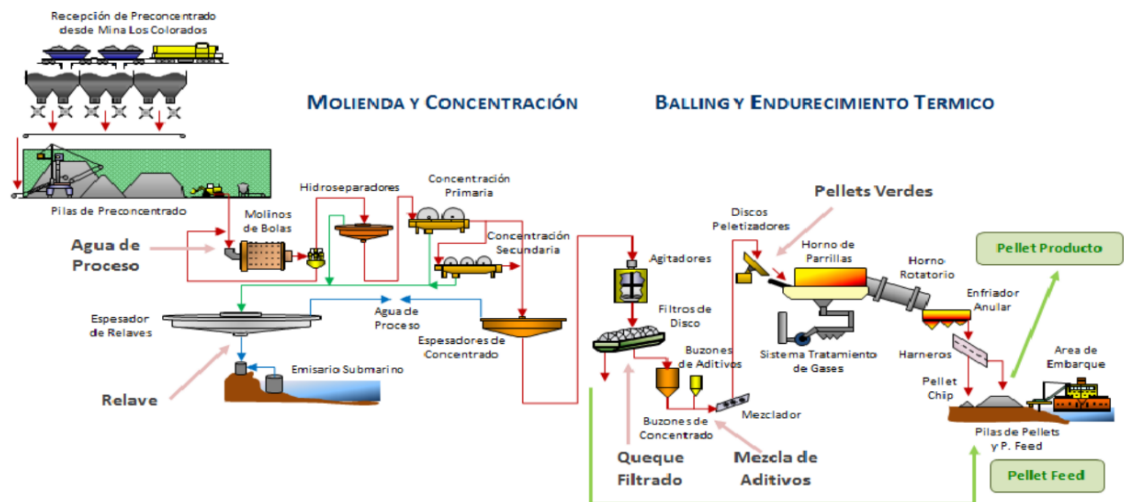 Recepción de Preconcentrado
desde Mina Los Colorados
MOLIENDA Y CONCENTRACIÓN
BALLING Y ENDURECIMIENTO TERMICO
Pilas de Preconcentrado
Agua de
Proceso
Molinos
de Bolas
Hidroseparadores
Concentración
Primaria
Concentración
Secundaria
Espesador
de Relaves
Agua de
Proceso
Espesadores de
Concentrado
Relave
Emisario Submarino
Agitadores
Filtros de
Disco
Buzones
de Aditivos
Buzones de
Concentrado
Mezclador
Queque
Filtrado
Mezcla de
Aditivos
Pellets Verdes
Discos
Peletizadores
Horno de
Parrillas
Sistema Tratamiento
de Gases
Horno
Rotatorio
Enfriador
Anular
Harneros
Pellet
Chip
Pellet Producto
Area de
Embarque
Pilas de Pellets
y P. Feed
Pellet Feed